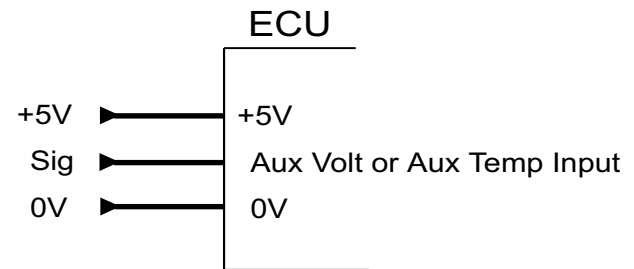 ECU
+5V +5V
Sig Aux Volt or Aux Temp Input
0V 0V